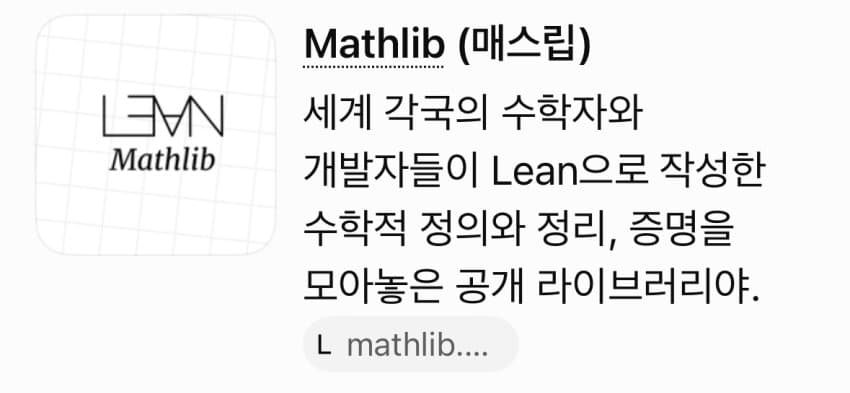 LEAN
Mathlib
Mathlib (매스립)
세계 각국의 수학자와
개발자들이 Lean으로 작성한
수학적 정의와 정리, 증명을
모아놓은 공개 라이브러리야.
L mathlib....